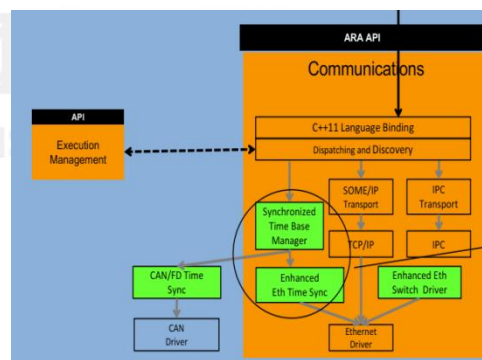 ARA API
Communications
API
Execution
Management
C++11 Language Binding
Dispatching and Discovery
SOME/IP
Transport
IPC
Transport
Synchronized
Time Base
Manager
TCP/IP
IPC
CAN/FD Time
Sync
Enhanced
Eth Time Sync
Enhanced Eth
Switch Driver
CAN
Driver
Ethernet
Driver